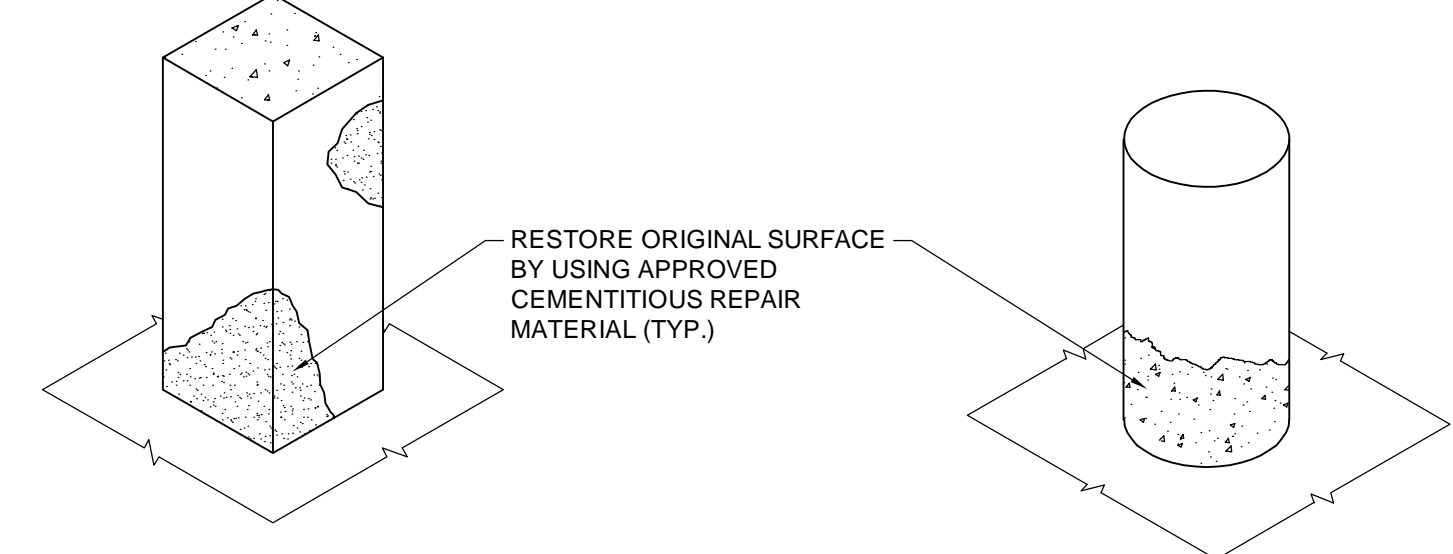 RESTORE ORIGINAL SURFACE
BY USING APPROVED
CEMENTITIOUS REPAIR
MATERIAL (TYP.)